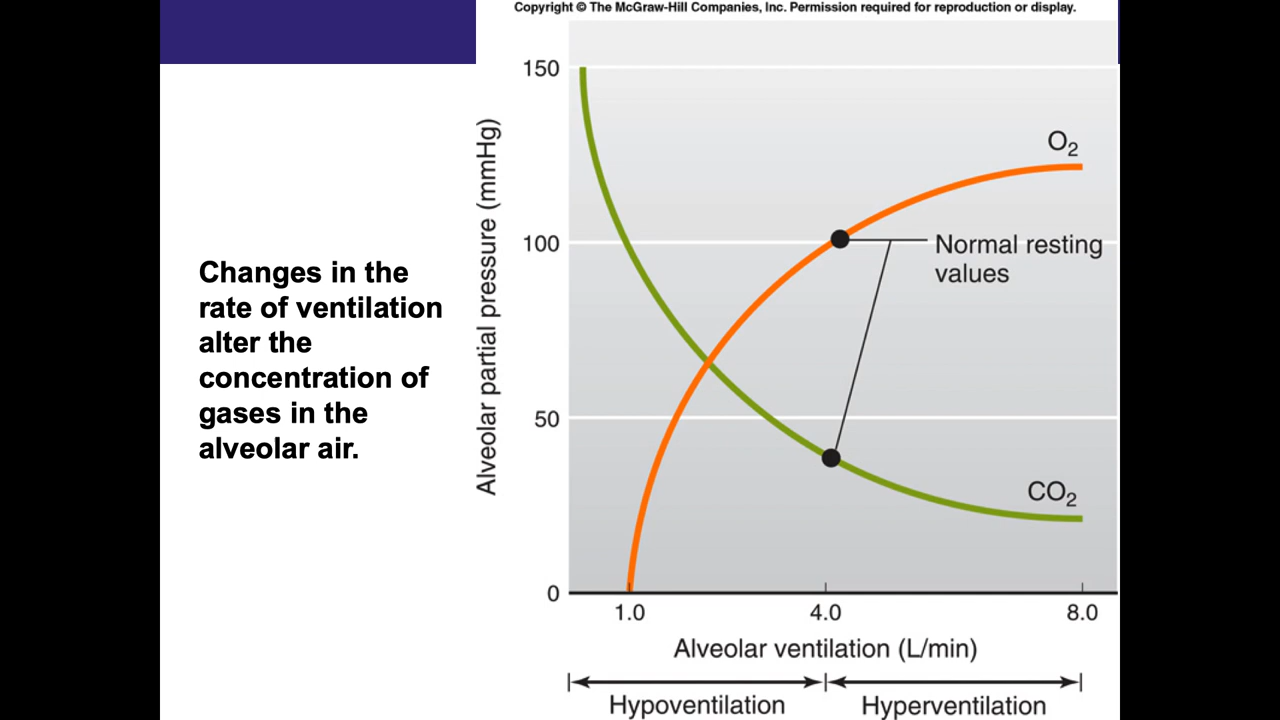 Copyright © The McGraw-Hill Companies, Inc. Permission required for reproduction or display.
Changes in the
rate of ventilation
alter the
concentration of
gases in the
alveolar air.
Alveolar partial pressure (mmHg)
150
100
50
0
O₂
Normal resting
values
CO₂
1.0 4.0 8.0
Alveolar ventilation (L/min)
Hypoventilation Hyperventilation